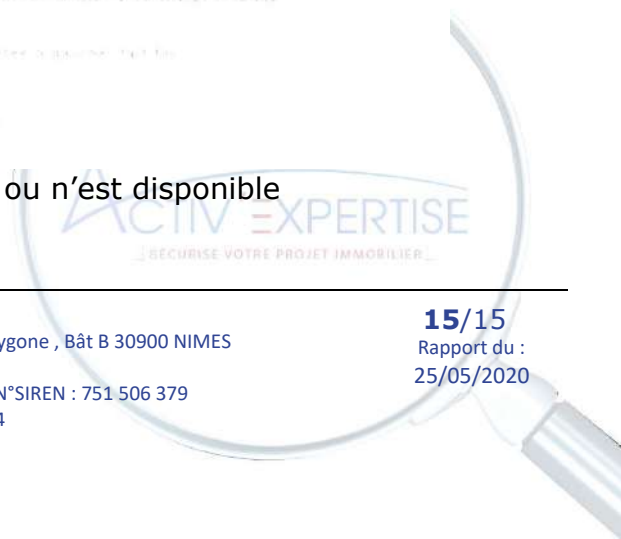 ou n’est disponible
ACTIV EXPERTISE
SÉCURISE VOTRE PROJET IMMOBILIER
15/15
ygone , Bât B 30900 NIMES
Rapport du :
25/05/2020
N°SIREN : 751 506 379
4